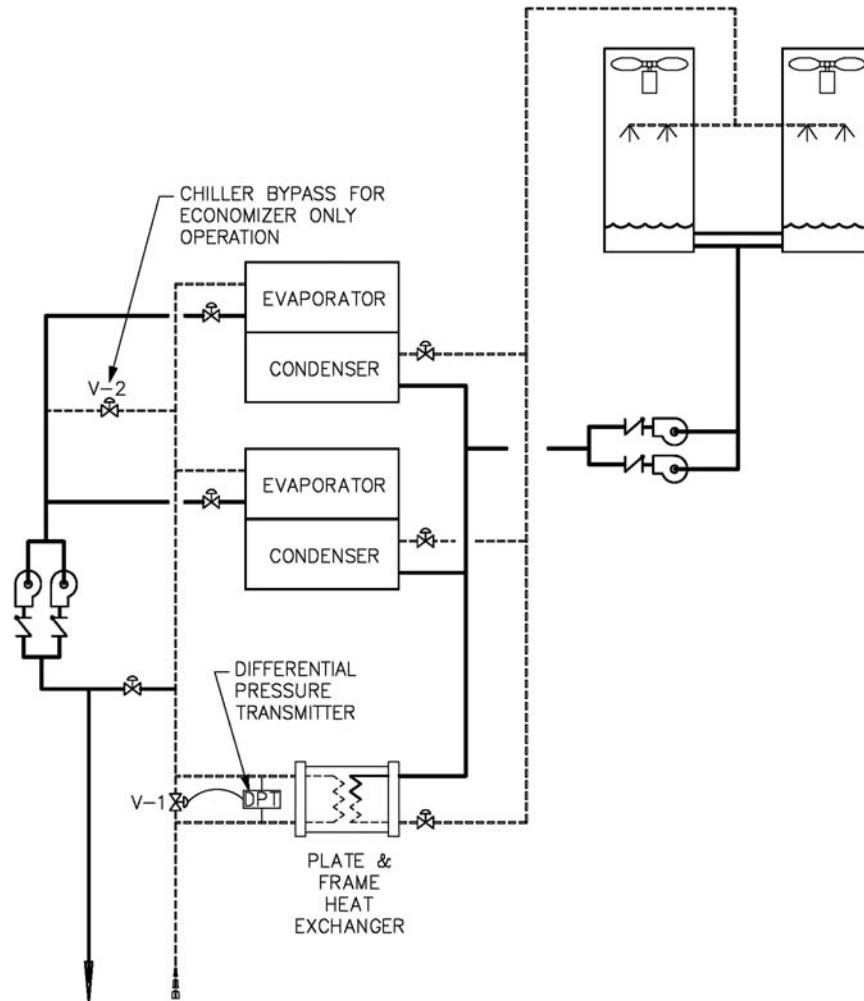 CHILLER BYPASS FOR
ECONOMIZER ONLY
OPERATION
EVAPORATOR
CONDENSER
V-2
EVAPORATOR
CONDENSER
DIFFERENTIAL
PRESSURE
TRANSMITTER
V-1
DPT
PLATE &
FRAME
HEAT
EXCHANGER